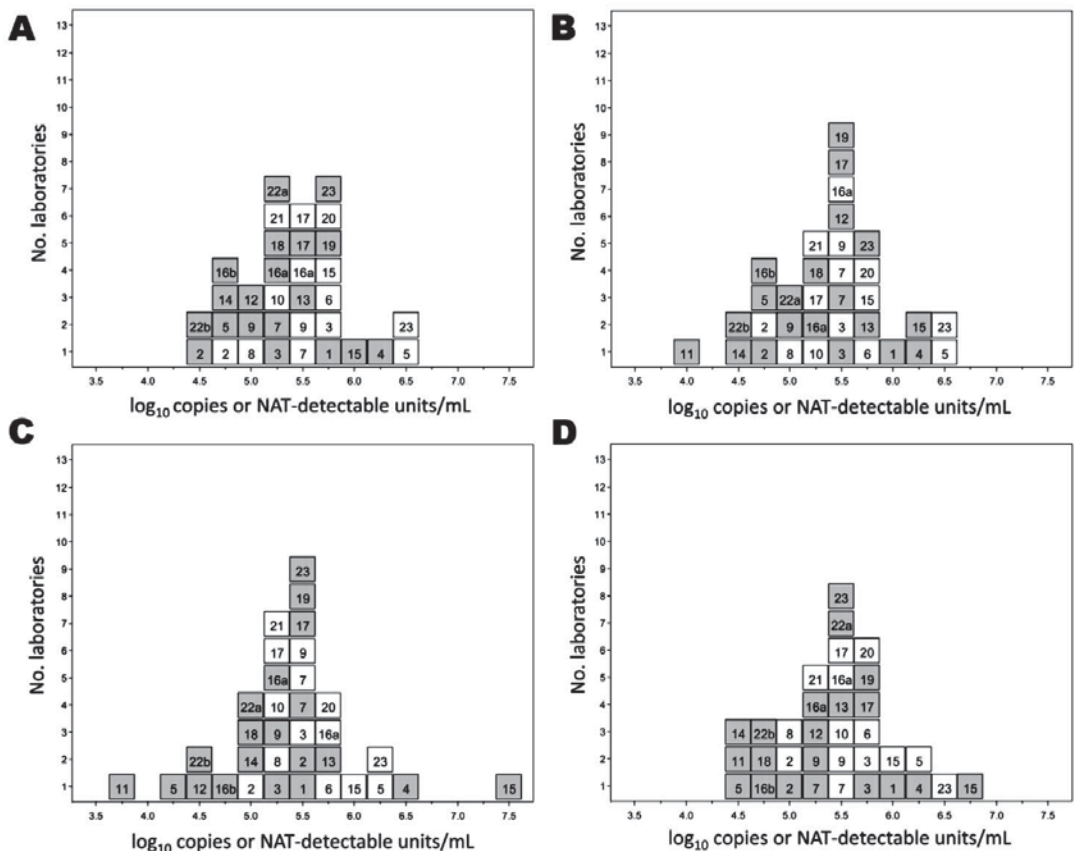 A
No. laboratories
13
12
11
10
9
8
7 22a 23
6 21 17 20
5 18 17 19
4 16b 16a 16a 15
3 14 12 10 13 6
2 22b 5 9 7 9 3 23
1 2 2 8 3 7 1 15 4 5
3.5 4.0 4.5 5.0 5.5 6.0 6.5 7.0 7.5
log10 copies or NAT-detectable units/mL
B
No. laboratories
13
12
11
10
9 19
8 17
7 16a
6 12
5 21 9 23
4 16b 18 7 20
3 5 22a 17 7 15
2 22b 2 9 16a 3 13 15 23
1 11 14 2 8 10 3 6 1 4 5
3.5 4.0 4.5 5.0 5.5 6.0 6.5 7.0 7.5
log10 copies or NAT-detectable units/mL
C
No. laboratories
13
12
11
10
9 23
8 19
7 21 17
6 17 9
5 16a 7
4 22a 10 7 20
3 18 9 3 16a
2 22b 14 8 2 13 23
1 11 5 12 16b 2 3 1 6 15 5 4 15
3.5 4.0 4.5 5.0 5.5 6.0 6.5 7.0 7.5
log10 copies or NAT-detectable units/mL
D
No. laboratories
13
12
11
10
9
8 23
7 22a
6 17 20
5 21 16a 19
4 16a 13 17
3 14 22b 8 12 10 6
2 11 18 2 9 9 3 15 5
1 5 16b 2 7 7 3 1 4 23 15
3.5 4.0 4.5 5.0 5.5 6.0 6.5 7.0 7.5
log10 copies or NAT-detectable units/mL